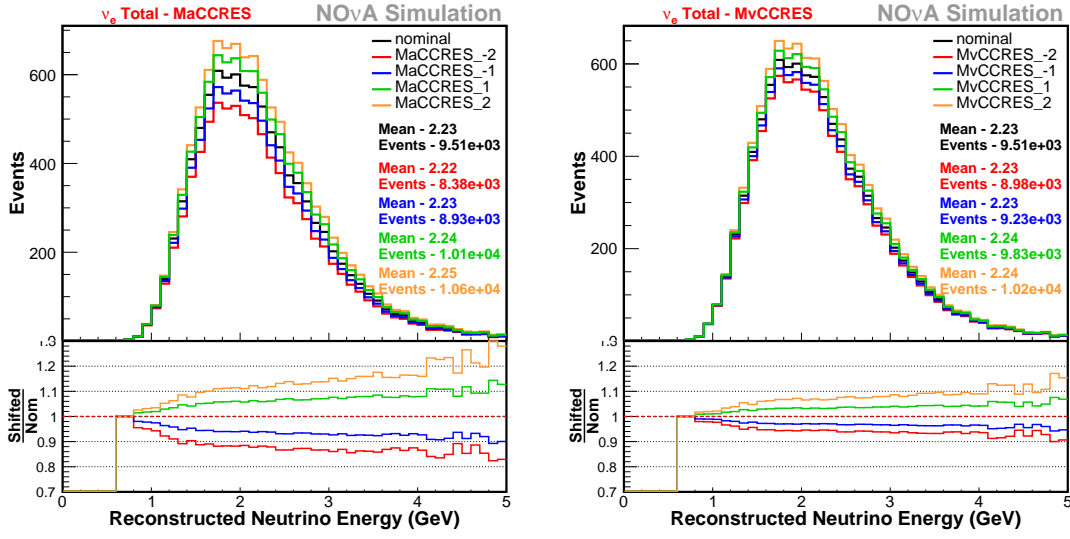 νe Total - MaCCRES NOνA Simulation
nominal
MaCCRES_-2
MaCCRES_-1
MaCCRES_1
MaCCRES_2
Mean - 2.23
Events - 9.51e+03
Mean - 2.22
Events - 8.38e+03
Mean - 2.23
Events - 8.93e+03
Mean - 2.24
Events - 1.01e+04
Mean - 2.25
Events - 1.06e+04
Events
600
400
200
Shifted
Nom
1.3
1.2
1.1
1
0.9
0.8
0.7
0 1 2 3 4 5
Reconstructed Neutrino Energy (GeV)
νe Total - MvCCRES NOνA Simulation
nominal
MvCCRES_-2
MvCCRES_-1
MvCCRES_1
MvCCRES_2
Mean - 2.23
Events - 9.51e+03
Mean - 2.23
Events - 8.98e+03
Mean - 2.23
Events - 9.23e+03
Mean - 2.24
Events - 9.83e+03
Mean - 2.24
Events - 1.02e+04
Events
600
400
200
Shifted
Nom
1.3
1.2
1.1
1
0.9
0.8
0.7
0 1 2 3 4 5
Reconstructed Neutrino Energy (GeV)